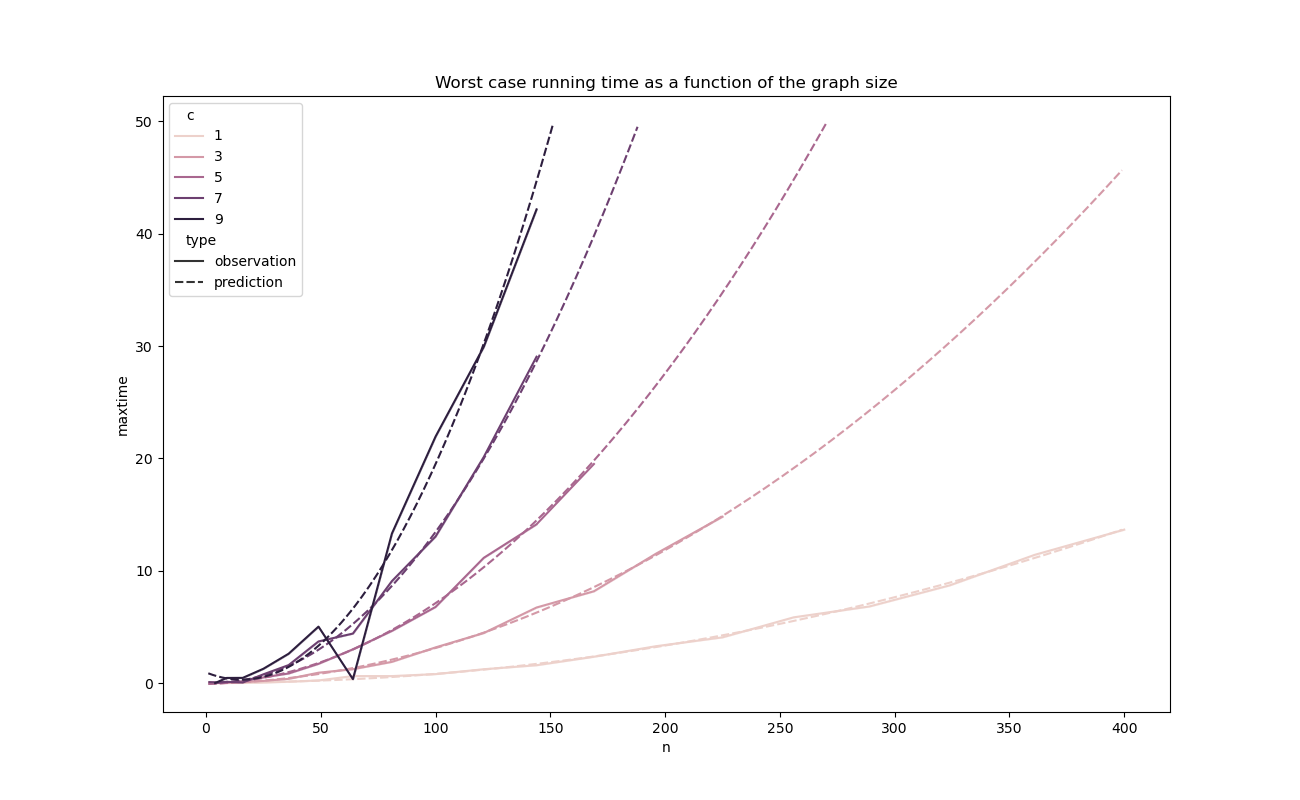 Worst case running time as a function of the graph size
c
1
3
5
7
9
type
observation
prediction
50
40
30
20
10
0
maxtime
0 50 100 150 200 250 300 350 400
n